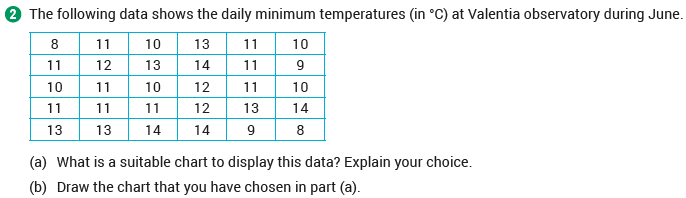 2 The following data shows the daily minimum temperatures (in °C) at Valentia observatory during June.
8 11 10 13 11 10
11 12 13 14 11 9
10 11 10 12 11 10
11 11 11 12 13 14
13 13 14 14 9 8
(a) What is a suitable chart to display this data? Explain your choice.
(b) Draw the chart that you have chosen in part (a).